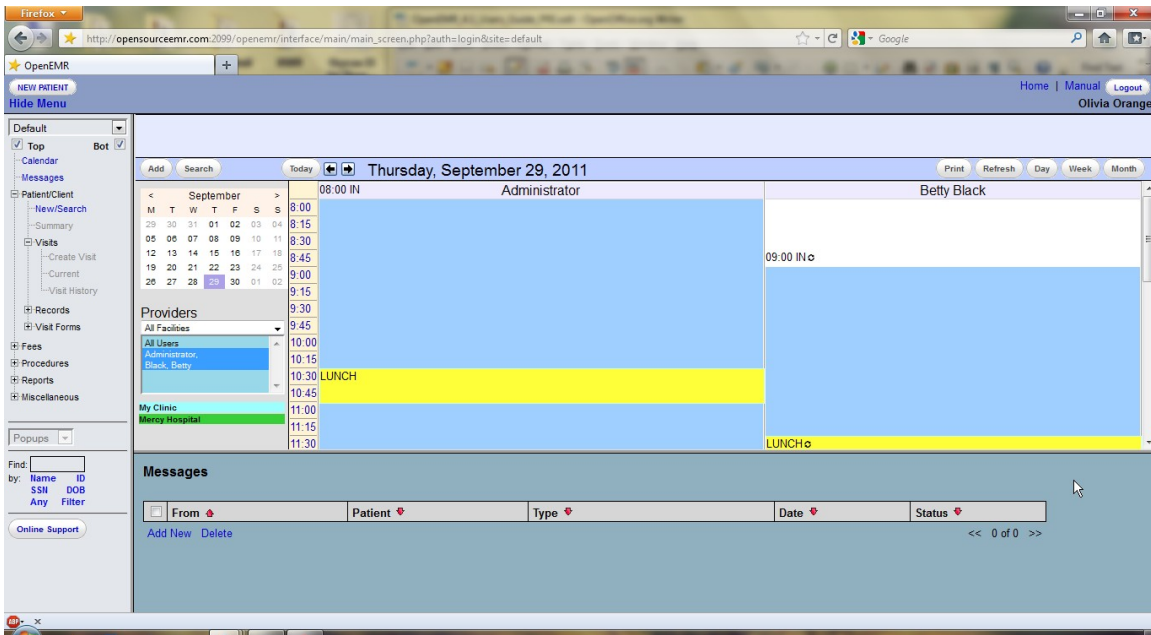 Firefox
http://opensourceemr.com:2099/openemr/interface/main/main_screen.php?auth=login&site=default
Google
OpenEMR
NEW PATIENT
Home | Manual Logout
Hide Menu
Olivia Orange
Default
Top Bot
Calendar
Messages
Patient/Client
New/Search
Summary
Visits
Create Visit
Current
Visit History
Records
Visit Forms
Fees
Procedures
Reports
Miscellaneous
Popups
Find:
by: Name ID
SSN DOB
Any Filter
Online Support
Add Search Today Thursday, September 29, 2011 Print Refresh Day Week Month
< September >
M T W T F S S
29 30 31 01 02 03 04
05 06 07 08 09 10 11
12 13 14 15 16 17 18
19 20 21 22 23 24 25
26 27 28 29 30 01 02
Providers
All Facilities
All Users
Administrator,
Black, Betty
My Clinic
Mercy Hospital
08:00 IN Administrator Betty Black
8:00
8:15
8:30
8:45 09:00 IN
9:00
9:15
9:30
9:45
10:00
10:15
10:30 LUNCH
10:45
11:00
11:15
11:30 LUNCH
Messages
From Patient Type Date Status
Add New Delete << 0 of 0 >>
ABP